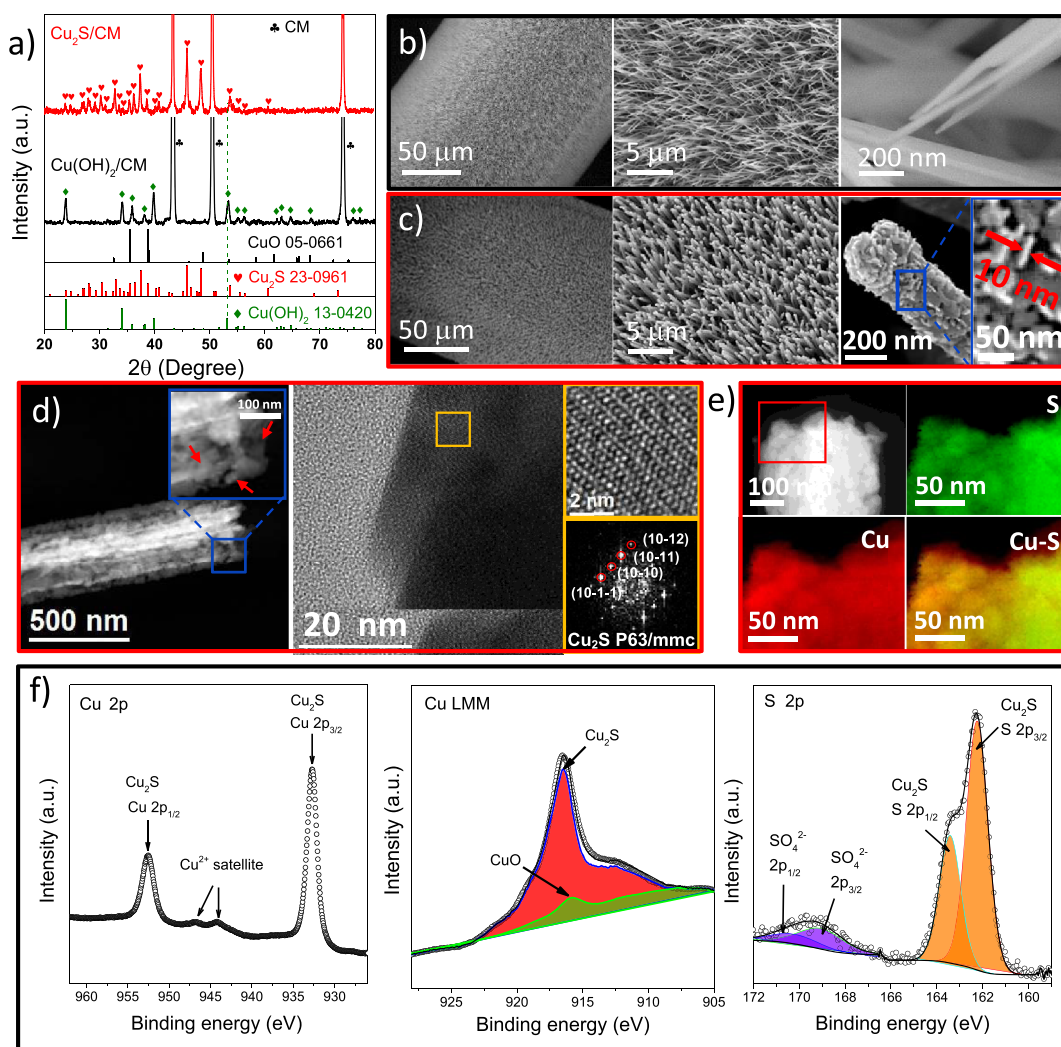 a)
Cu₂S/CM
♣ CM
Cu(OH)₂/CM
CuO 05-0661
♥ Cu₂S 23-0961
♦ Cu(OH)₂ 13-0420
Intensity (a.u.)
20 30 40 50 60 70 80
2θ (Degree)
b)
50 μm
5 μm
200 nm
c)
50 μm
5 μm
200 nm
10 nm
50 nm
d)
100 nm
500 nm
20 nm
2 nm
(10-12)
(10-11)
(10-10)
(10-1-1)
Cu₂S P63/mmc
e)
100 nm
S
50 nm
Cu
50 nm
Cu-S
50 nm
f)
Cu 2p
Cu₂S
Cu 2p₃/₂
Cu₂S
Cu 2p₁/₂
Cu²⁺ satellite
Intensity (a.u.)
960 955 950 945 940 935 930
Binding energy (eV)
Cu LMM
Cu₂S
CuO
Intensity (a.u.)
925 920 915 910 905
Binding energy (eV)
S 2p
Cu₂S
S 2p₃/₂
Cu₂S
S 2p₁/₂
SO₄²⁻
2p₁/₂
SO₄²⁻
2p₃/₂
Intensity (a.u.)
172 170 168 166 164 162 160
Binding energy (eV)